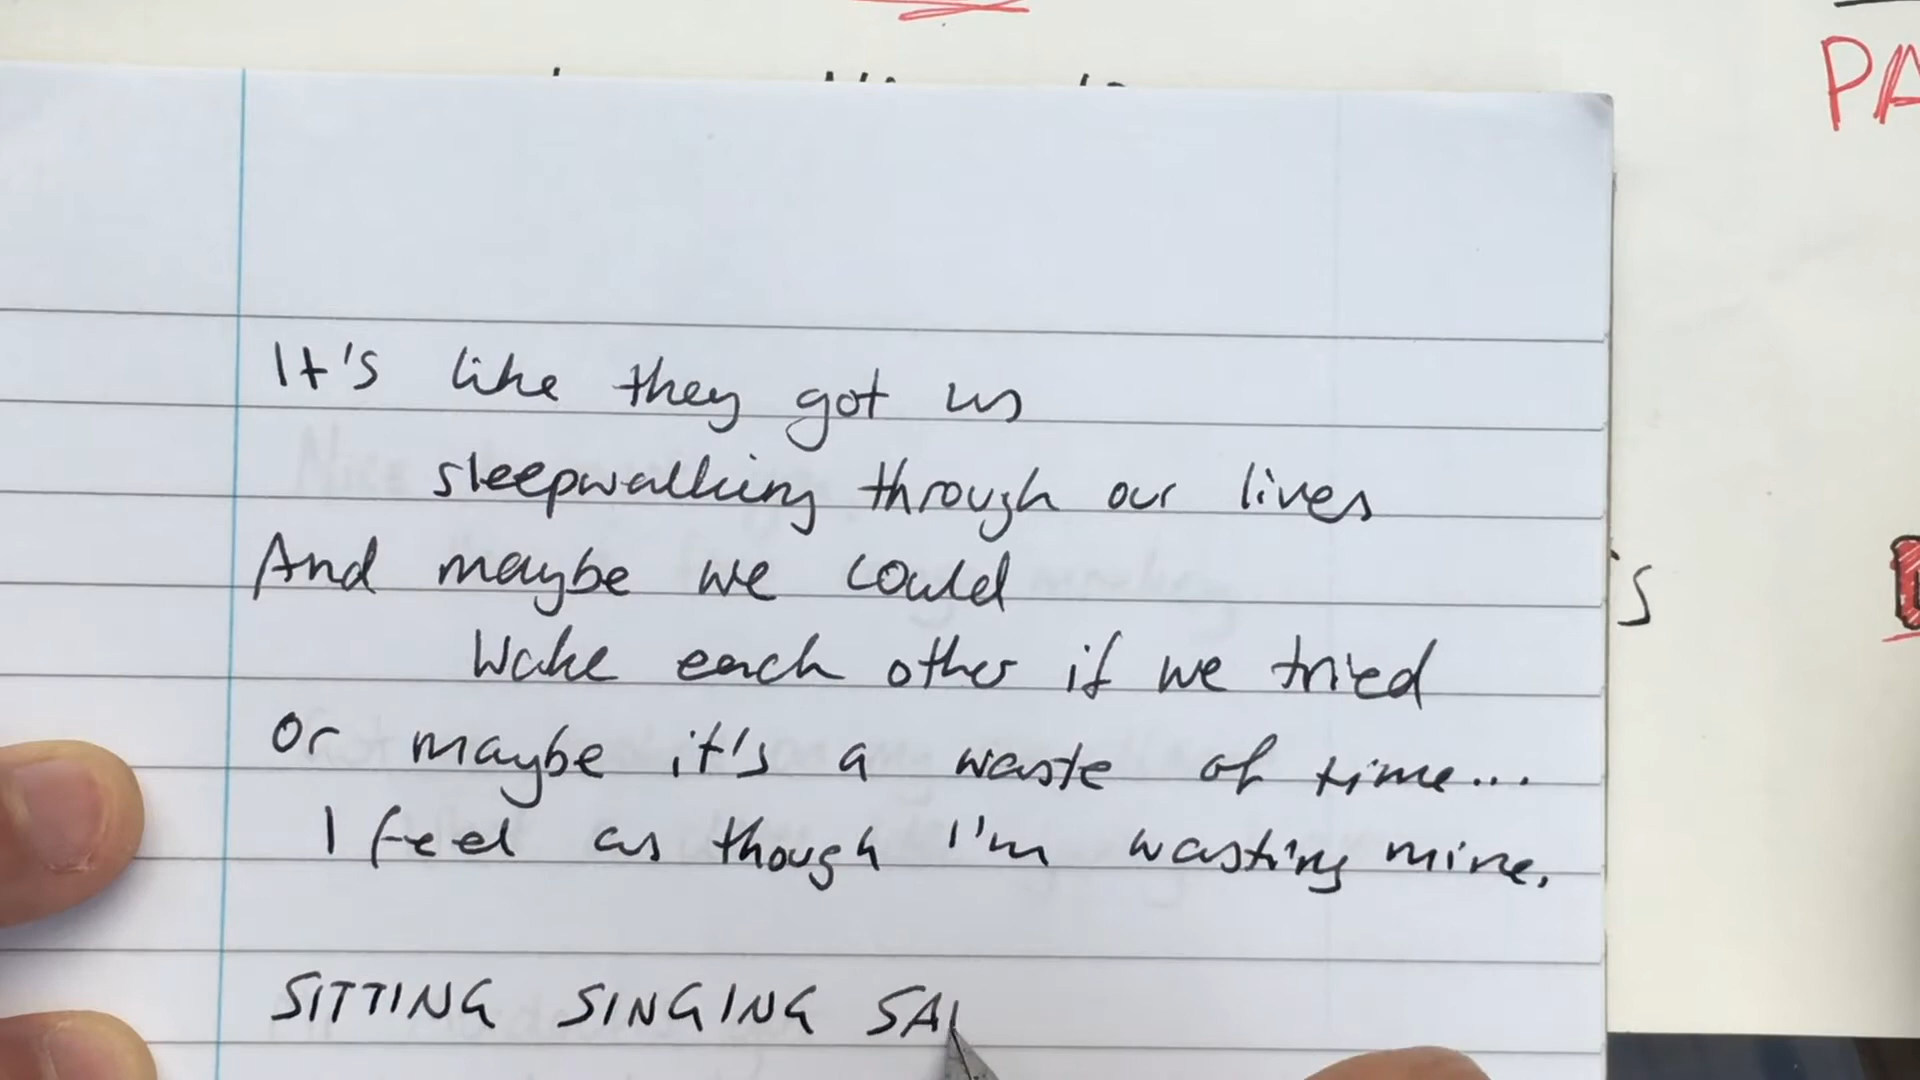 PA
It's like they got us
sleepwalking through our lives
And maybe we could
Wake each other if we tried
's
Or maybe it's a waste of time...
I feel as though I'm wasting mine.
SITTING SINGING SA